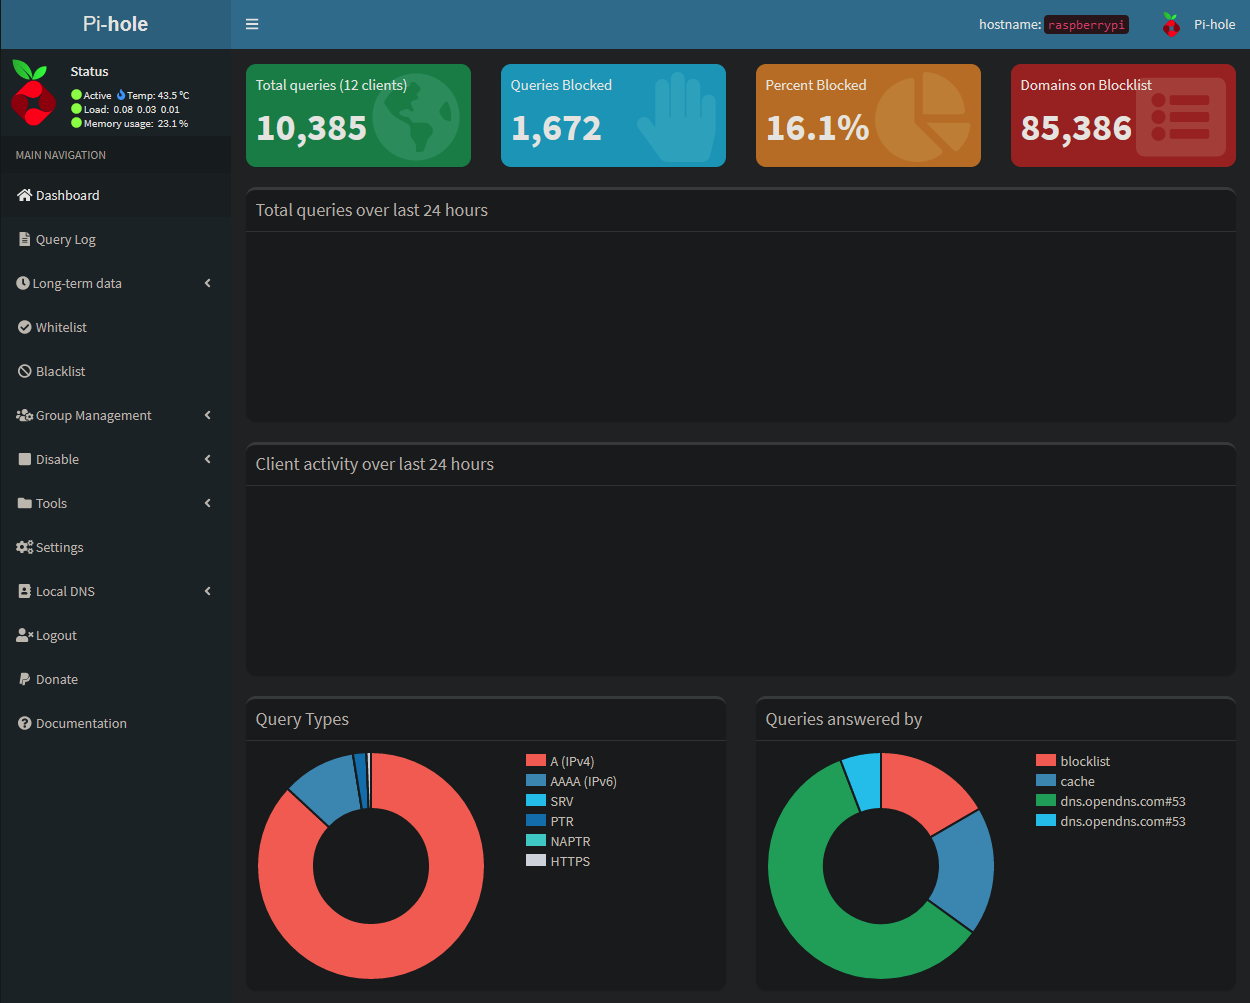 Pi-hole
hostname: raspberrypi
Pi-hole
Status
Active Temp: 43.5 °C
Load: 0.08 0.03 0.01
Memory usage: 23.1 %
MAIN NAVIGATION
Dashboard
Query Log
Long-term data
Whitelist
Blacklist
Group Management
Disable
Tools
Settings
Local DNS
Logout
Donate
Documentation
Total queries (12 clients)
10,385
Queries Blocked
1,672
Percent Blocked
16.1%
Domains on Blocklist
85,386
Total queries over last 24 hours
Client activity over last 24 hours
Query Types
A (IPv4)
AAAA (IPv6)
SRV
PTR
NAPTR
HTTPS
Queries answered by
blocklist
cache
dns.opendns.com#53
dns.opendns.com#53